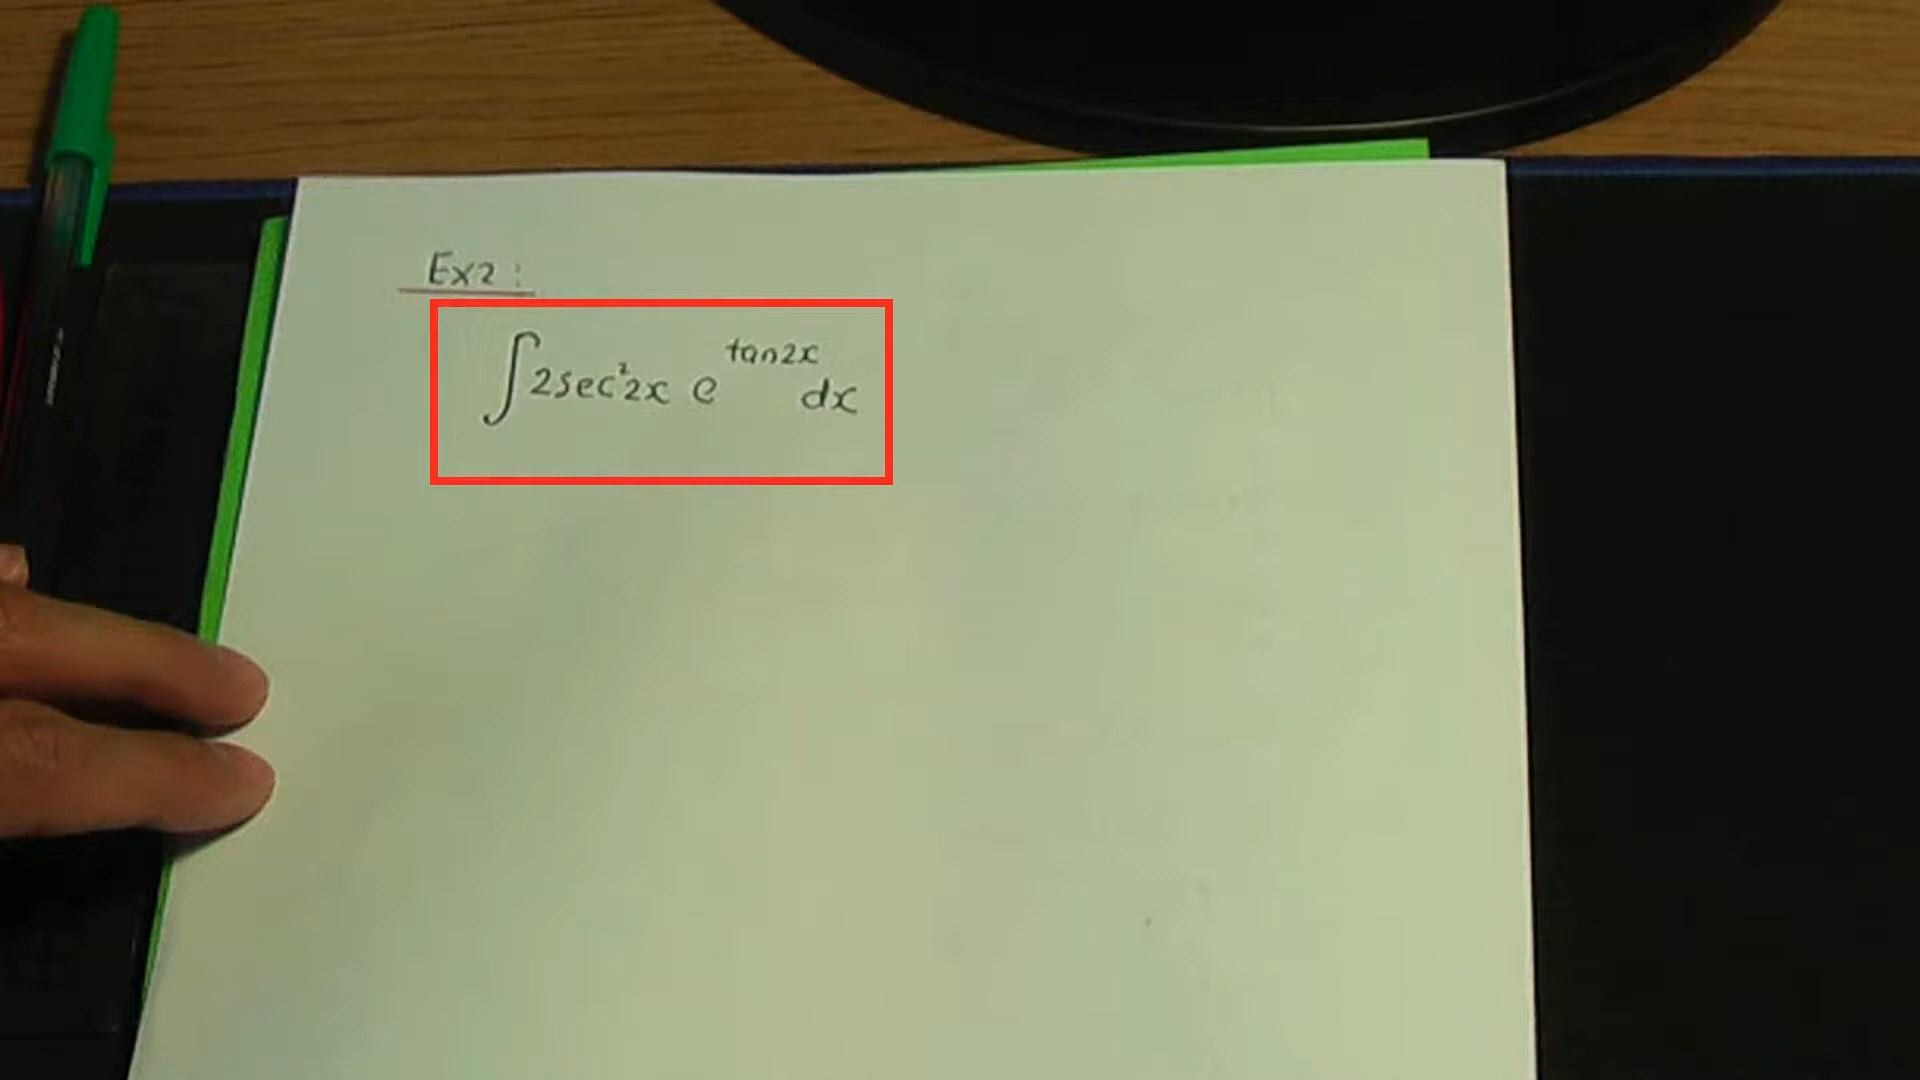 Ex2 :
∫2sec²2x e^tan2x dx